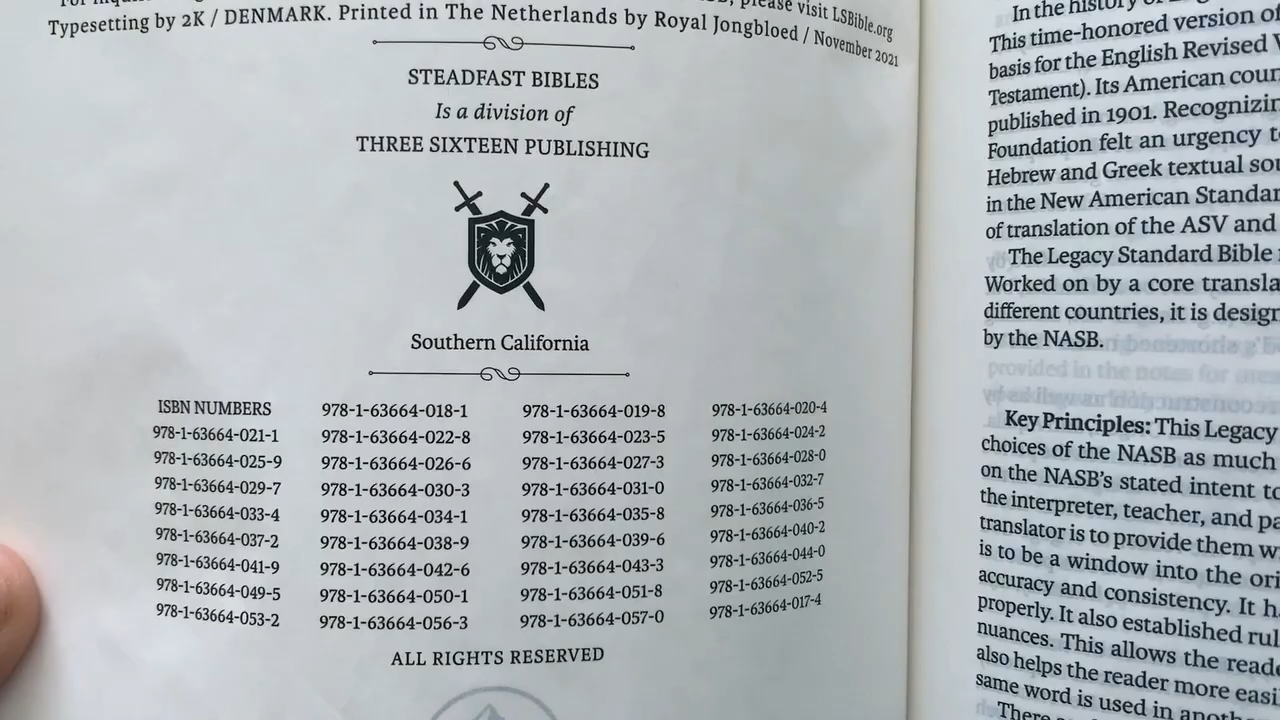 please visit LSBible.org
Typesetting by 2K / DENMARK. Printed in The Netherlands by Royal Jongbloed / November 2021
STEADFAST BIBLES
Is a division of
THREE SIXTEEN PUBLISHING
Southern California
ISBN NUMBERS 978-1-63664-018-1 978-1-63664-019-8 978-1-63664-020-4
978-1-63664-021-1 978-1-63664-022-8 978-1-63664-023-5 978-1-63664-024-2
978-1-63664-025-9 978-1-63664-026-6 978-1-63664-027-3 978-1-63664-028-0
978-1-63664-029-7 978-1-63664-030-3 978-1-63664-031-0 978-1-63664-032-7
978-1-63664-033-4 978-1-63664-034-1 978-1-63664-035-8 978-1-63664-036-5
978-1-63664-037-2 978-1-63664-038-9 978-1-63664-039-6 978-1-63664-040-2
978-1-63664-041-9 978-1-63664-042-6 978-1-63664-043-3 978-1-63664-044-0
978-1-63664-049-5 978-1-63664-050-1 978-1-63664-051-8 978-1-63664-052-5
978-1-63664-053-2 978-1-63664-056-3 978-1-63664-057-0 978-1-63664-017-4
ALL RIGHTS RESERVED
In the history of
This time-honored version of
basis for the English Revised
Testament). Its American coun
published in 1901. Recognizin
Foundation felt an urgency t
Hebrew and Greek textual sou
in the New American Standar
of translation of the ASV and
The Legacy Standard Bible
Worked on by a core transla
different countries, it is design
by the NASB.
Key Principles: This Legacy
choices of the NASB as much
on the NASB's stated intent to
the interpreter, teacher, and pa
translator is to provide them w
is to be a window into the ori
accuracy and consistency. It h
properly. It also established rul
nuances. This allows the reade
also helps the reader more easi
same word is used in anothe
There